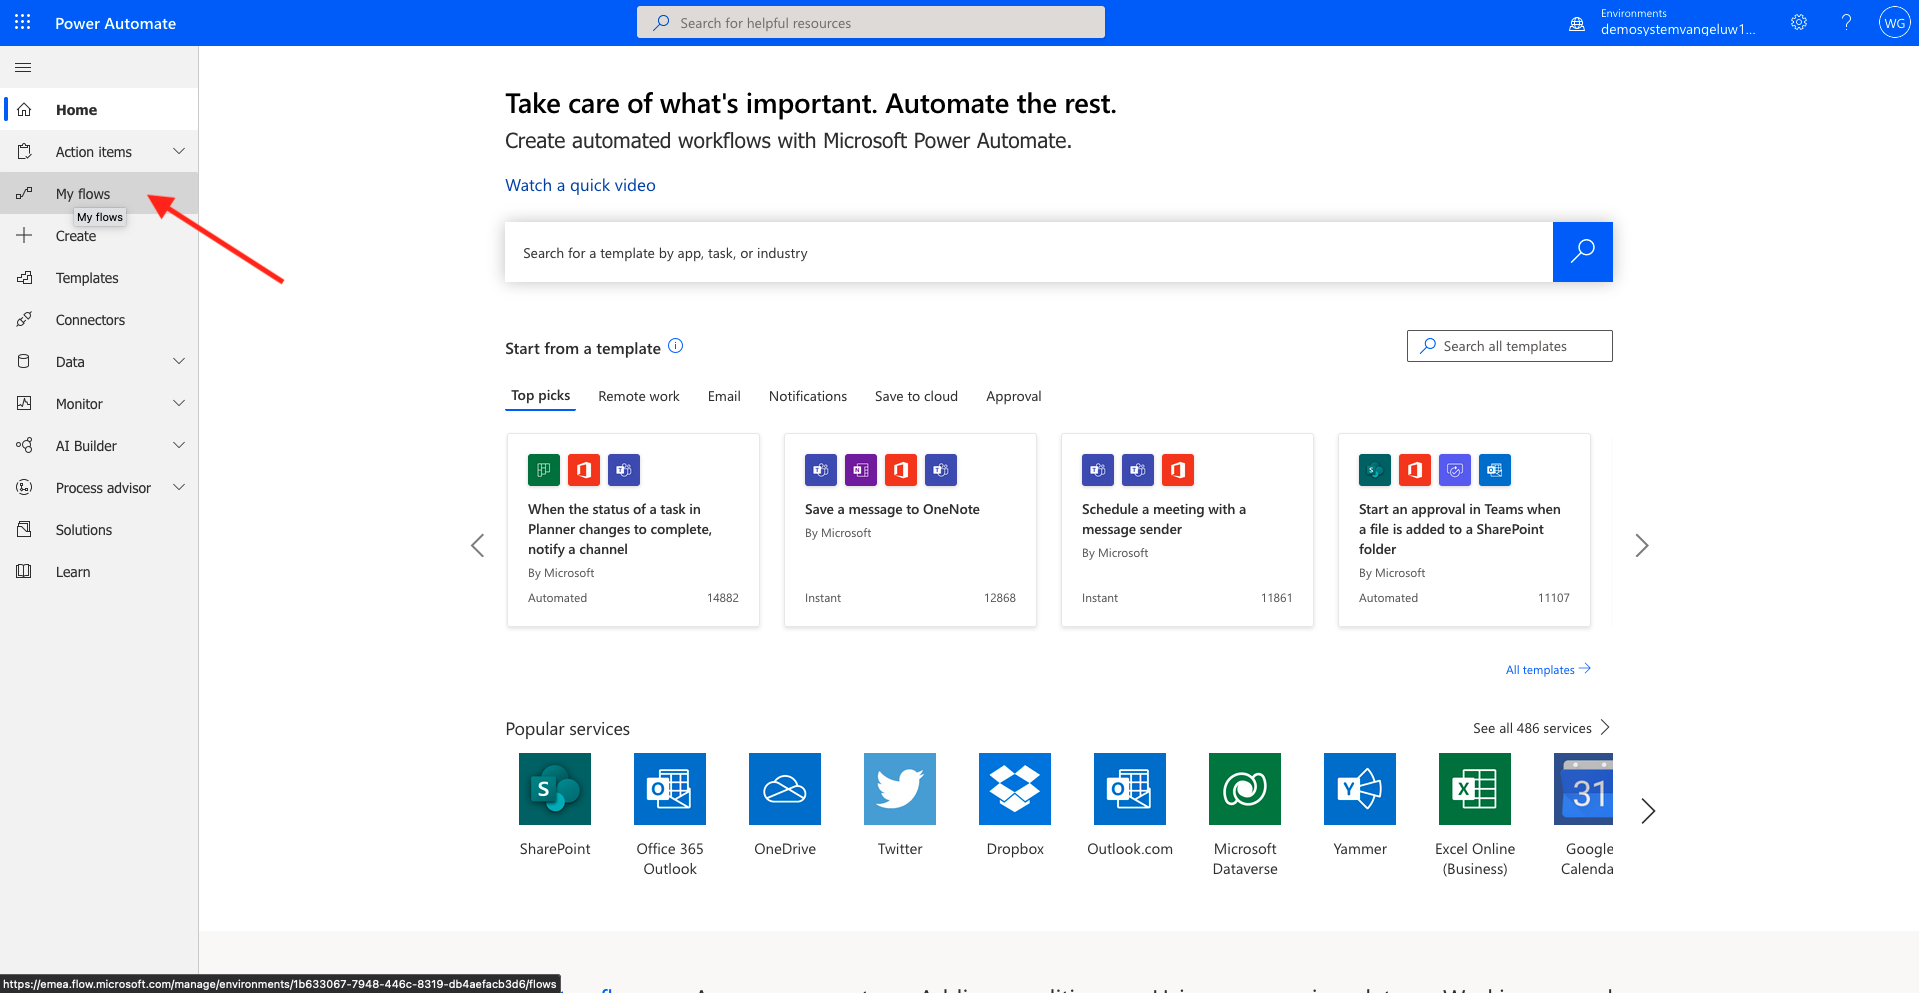 Power Automate
Search for helpful resources
Environments
demosystemvangeluw1...
?
WG
Home
Action items
My flows
My flows
Create
Templates
Connectors
Data
Monitor
AI Builder
Process advisor
Solutions
Learn
Take care of what's important. Automate the rest.
Create automated workflows with Microsoft Power Automate.
Watch a quick video
Search for a template by app, task, or industry
Start from a template
Search all templates
Top picks
Remote work
Email
Notifications
Save to cloud
Approval
When the status of a task in
Planner changes to complete,
notify a channel
By Microsoft
Automated
14882
Save a message to OneNote
By Microsoft
Instant
12868
Schedule a meeting with a
message sender
By Microsoft
Instant
11861
Start an approval in Teams when
a file is added to a SharePoint
folder
By Microsoft
Automated
11107
All templates
Popular services
See all 486 services
SharePoint
Office 365
Outlook
OneDrive
Twitter
Dropbox
Outlook.com
Microsoft
Dataverse
Yammer
Excel Online
(Business)
31
Google
Calenda
https://emea.flow.microsoft.com/manage/environments/1b633067-7948-446c-8319-db4aefacb3d6/flows